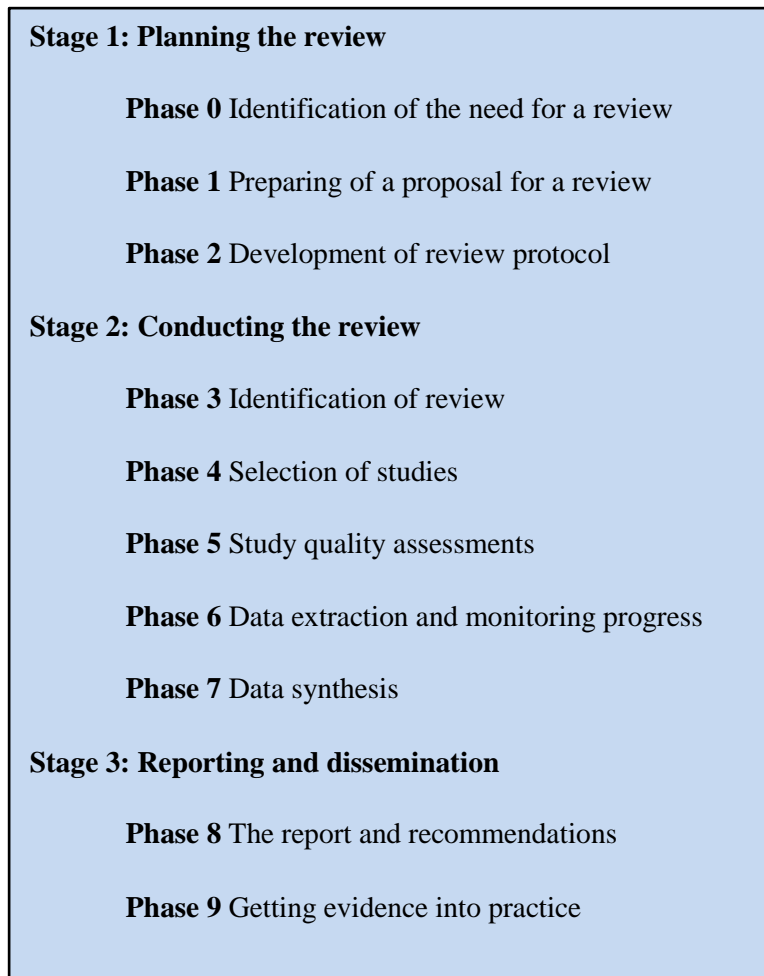 Stage 1: Planning the review
Phase 0 Identification of the need for a review
Phase 1 Preparing of a proposal for a review
Phase 2 Development of review protocol
Stage 2: Conducting the review
Phase 3 Identification of review
Phase 4 Selection of studies
Phase 5 Study quality assessments
Phase 6 Data extraction and monitoring progress
Phase 7 Data synthesis
Stage 3: Reporting and dissemination
Phase 8 The report and recommendations
Phase 9 Getting evidence into practice